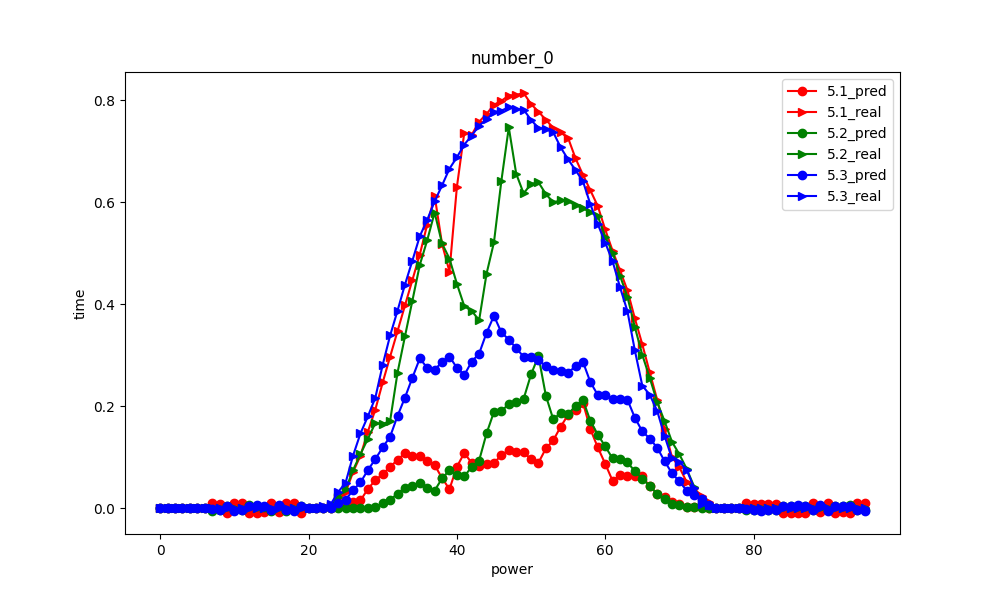 number_0
5.1_pred
5.1_real
5.2_pred
5.2_real
5.3_pred
5.3_real
time
0.8
0.6
0.4
0.2
0.0
0 20 40 60 80
power